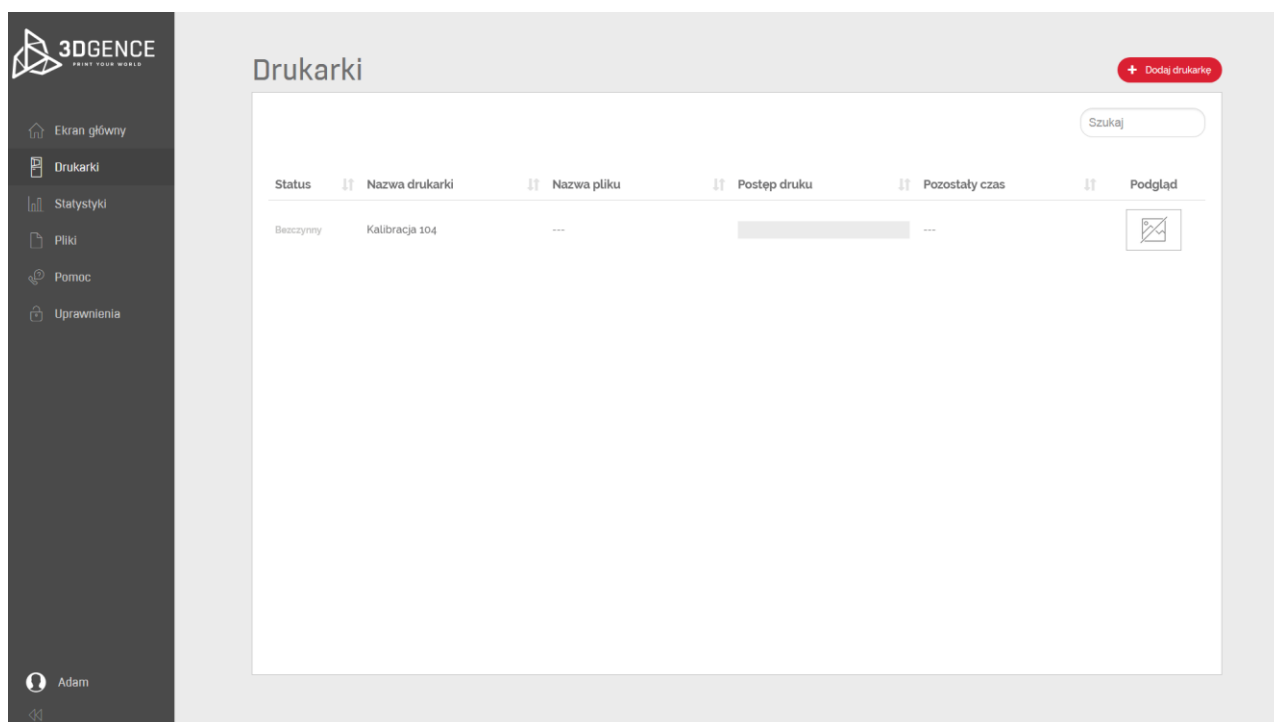 3DGENCE
PRINT YOUR WORLD
Ekran główny
Drukarki
Statystyki
Pliki
Pomoc
Uprawnienia
Adam
Drukarki
+ Dodaj drukarkę
Szukaj
Status Nazwa drukarki Nazwa pliku Postęp druku Pozostały czas Podgląd
Bezczynny Kalibracja 104 --- ---